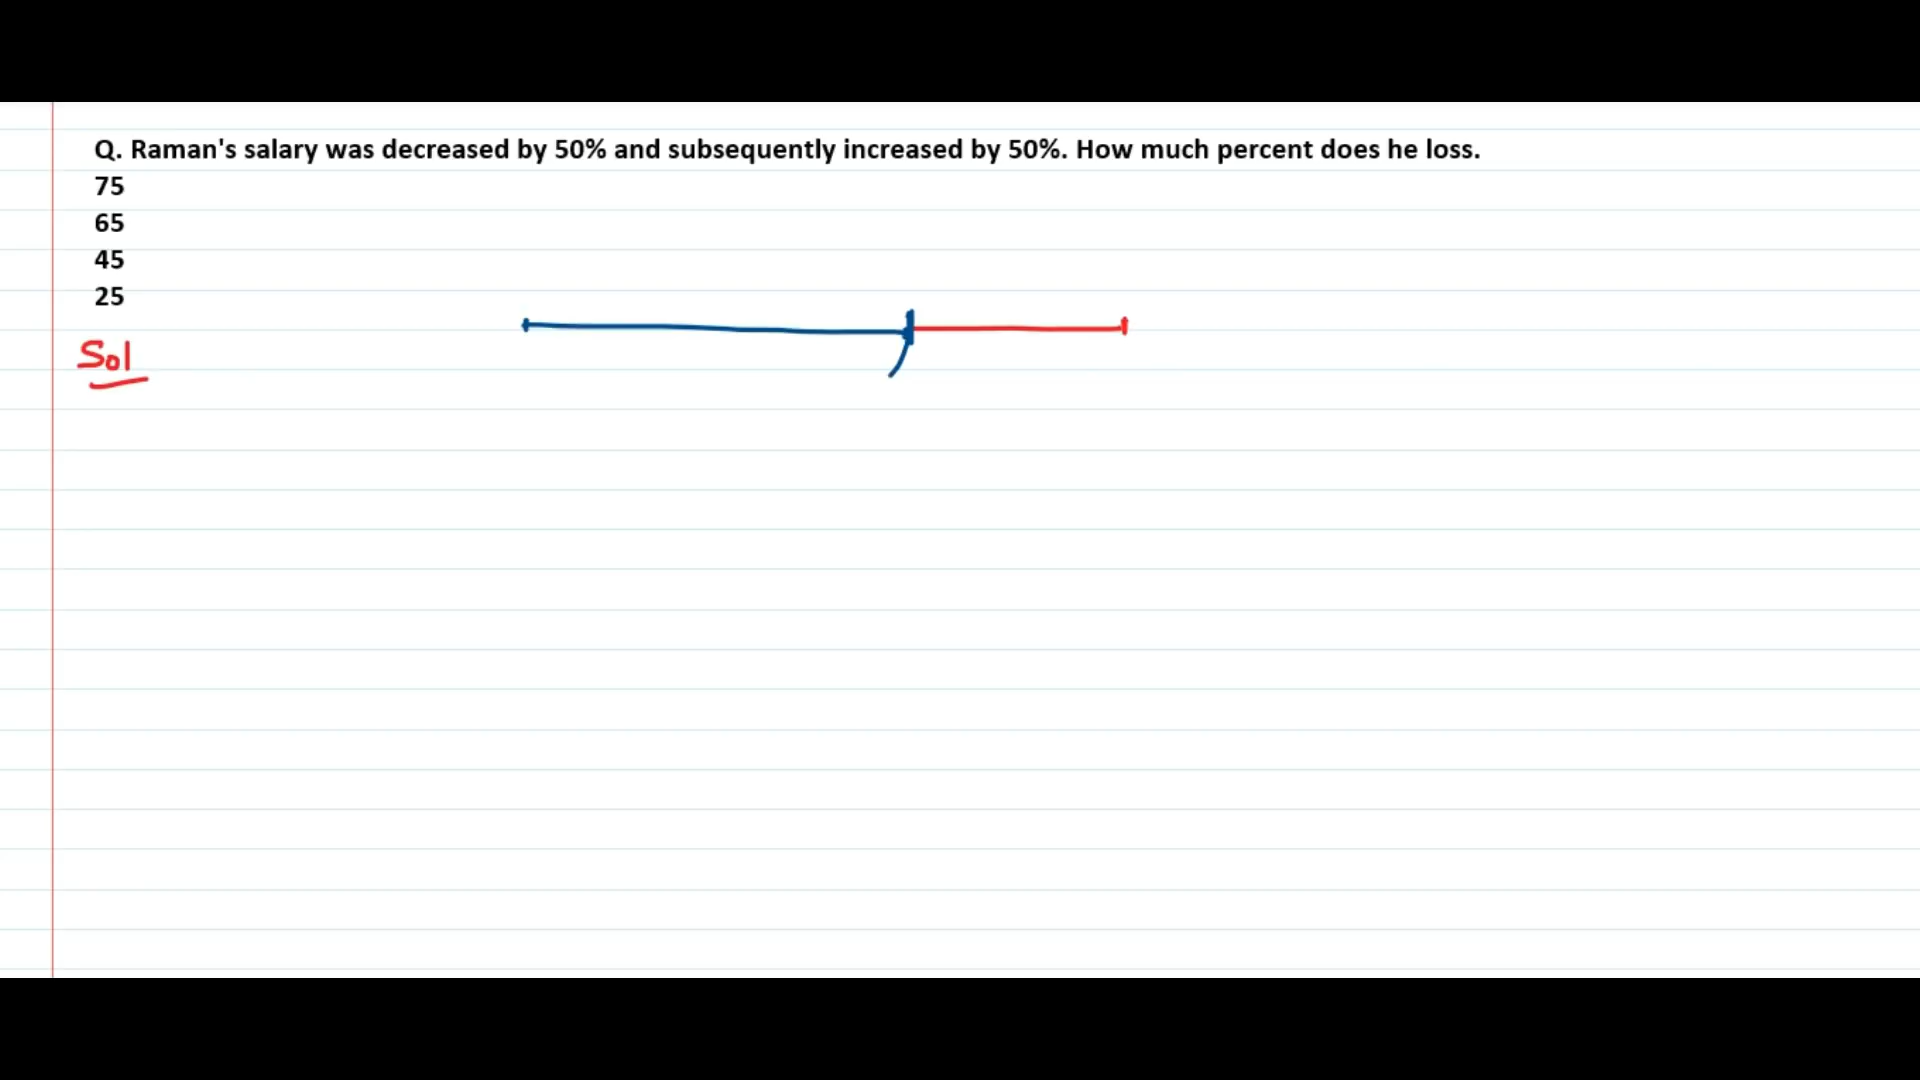 Q. Raman's salary was decreased by 50% and subsequently increased by 50%. How much percent does he loss.
75
65
45
25
Sol